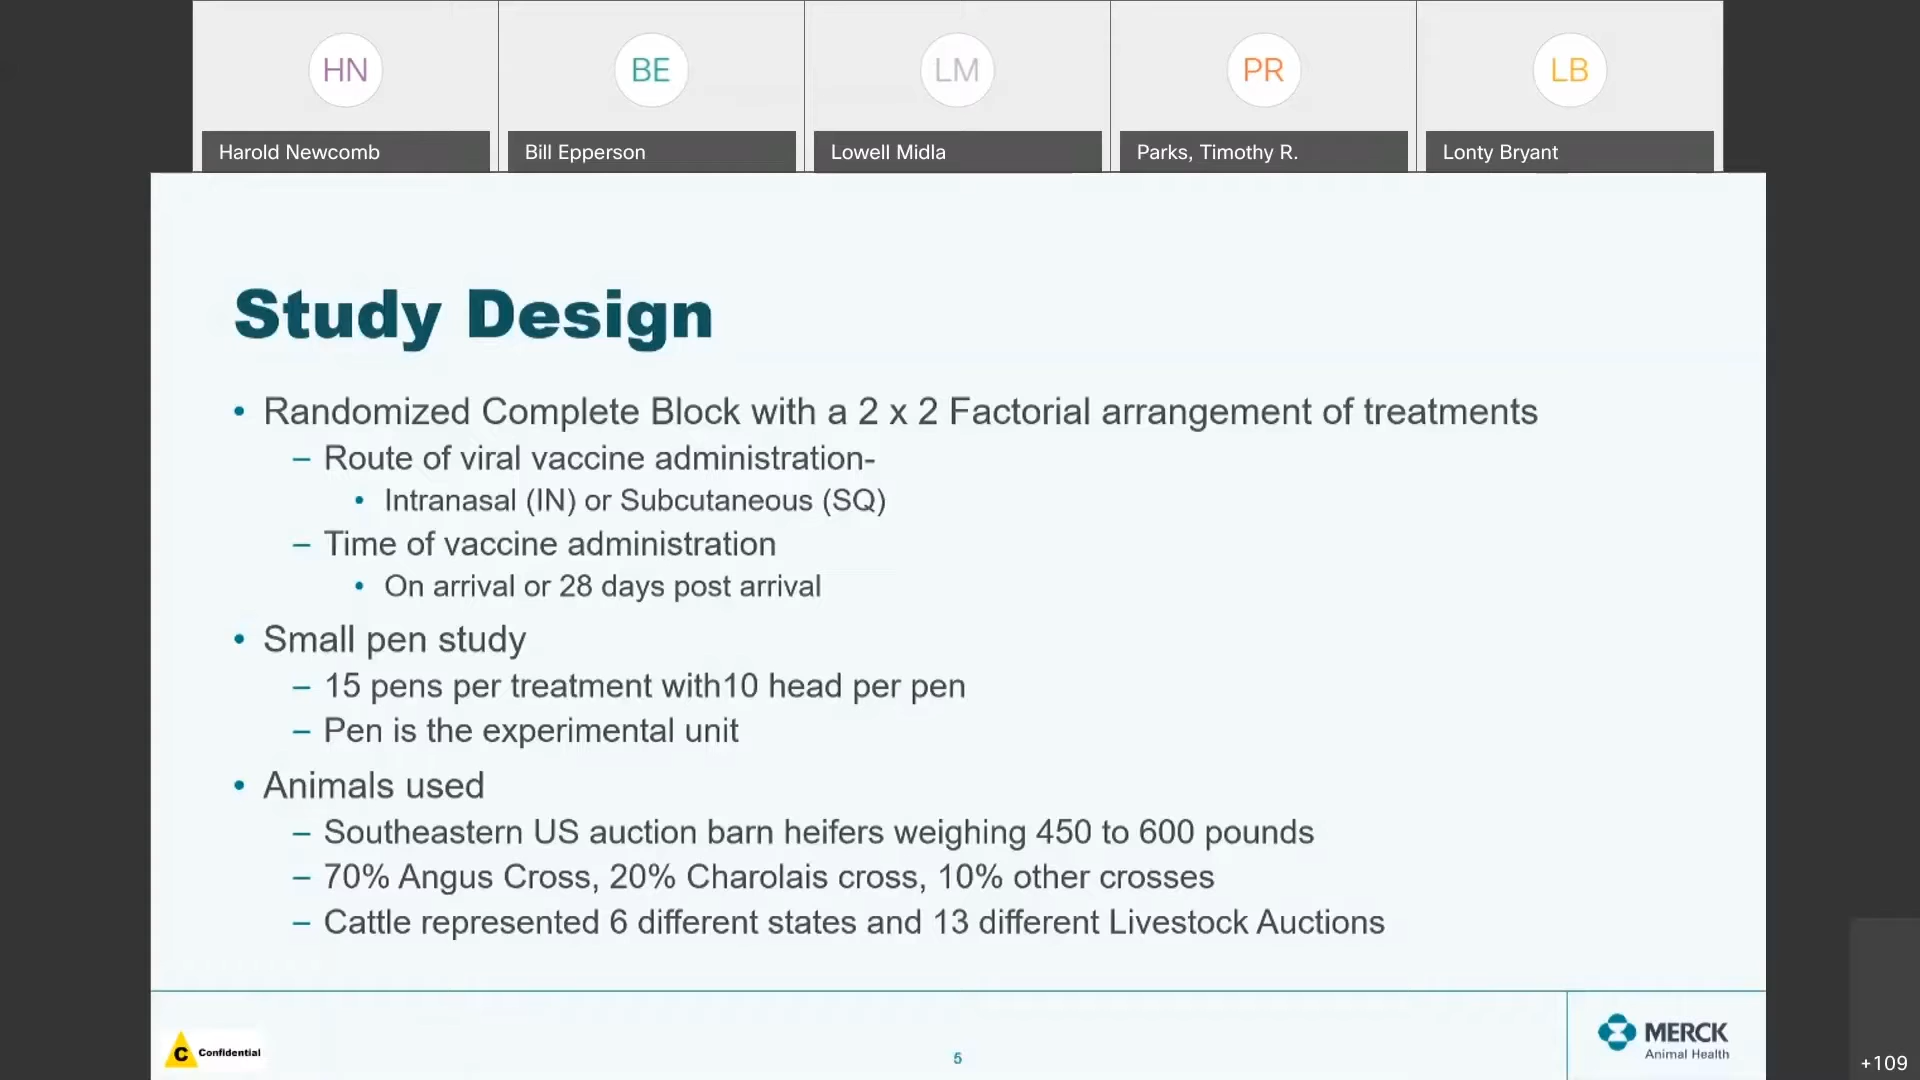 HN
BE
LM
PR
LB
Harold Newcomb
Bill Epperson
Lowell Midla
Parks, Timothy R.
Lonty Bryant
Study Design
• Randomized Complete Block with a 2 x 2 Factorial arrangement of treatments
– Route of viral vaccine administration-
• Intranasal (IN) or Subcutaneous (SQ)
– Time of vaccine administration
• On arrival or 28 days post arrival
• Small pen study
– 15 pens per treatment with10 head per pen
– Pen is the experimental unit
• Animals used
– Southeastern US auction barn heifers weighing 450 to 600 pounds
– 70% Angus Cross, 20% Charolais cross, 10% other crosses
– Cattle represented 6 different states and 13 different Livestock Auctions
C Confidential
5
MERCK
Animal Health
+109